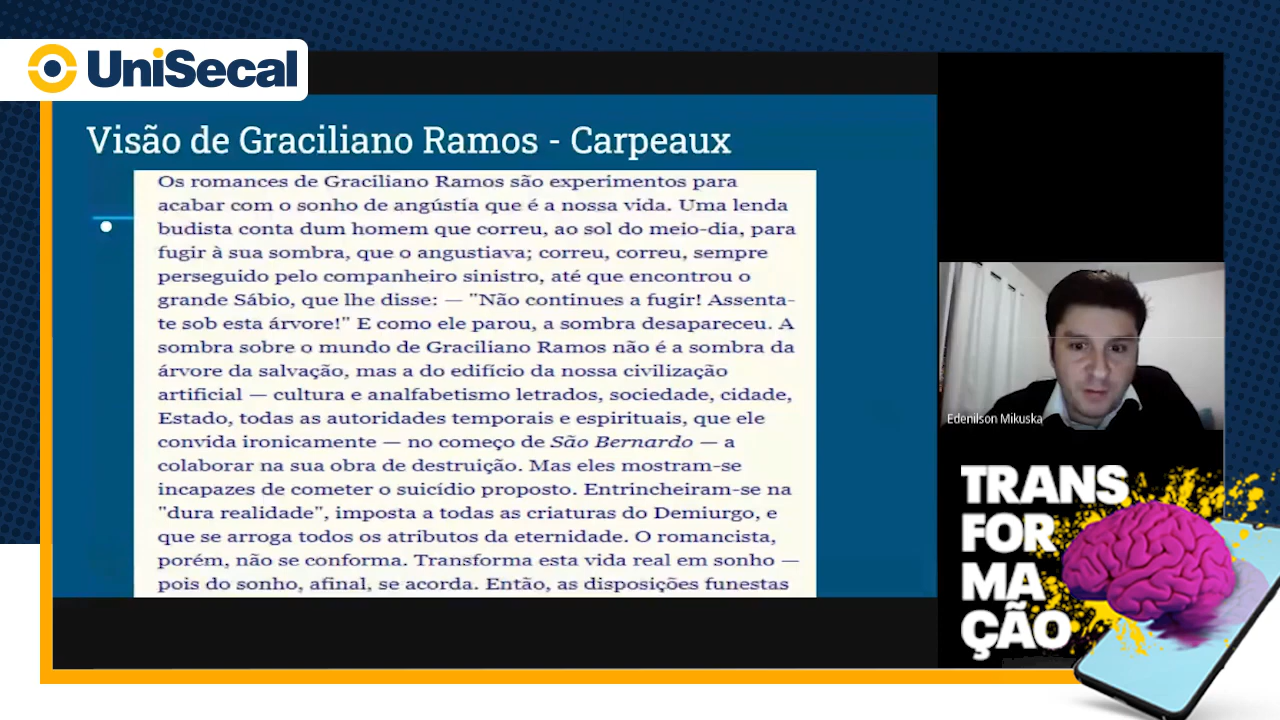 UniSecal
Visão de Graciliano Ramos - Carpeaux
Os romances de Graciliano Ramos são experimentos para
acabar com o sonho de angústia que é a nossa vida. Uma lenda
budista conta dum homem que correu, ao sol do meio-dia, para
fugir à sua sombra, que o angustiava; correu, correu, sempre
perseguido pelo companheiro sinistro, até que encontrou o
grande Sábio, que lhe disse: — "Não continues a fugir! Assenta-
te sob esta árvore!" E como ele parou, a sombra desapareceu. A
sombra sobre o mundo de Graciliano Ramos não é a sombra da
árvore da salvação, mas a do edifício da nossa civilização
artificial — cultura e analfabetismo letrados, sociedade, cidade,
Estado, todas as autoridades temporais e espirituais, que ele
convida ironicamente — no começo de São Bernardo — a
colaborar na sua obra de destruição. Mas eles mostram-se
incapazes de cometer o suicídio proposto. Entrincheiram-se na
"dura realidade", imposta a todas as criaturas do Demiurgo, e
que se arroga todos os atributos da eternidade. O romancista,
porém, não se conforma. Transforma esta vida real em sonho —
pois do sonho, afinal, se acorda. Então, as disposições funestas
Edenilson Mikuska
TRANS
FOR
MA
ÇÃO